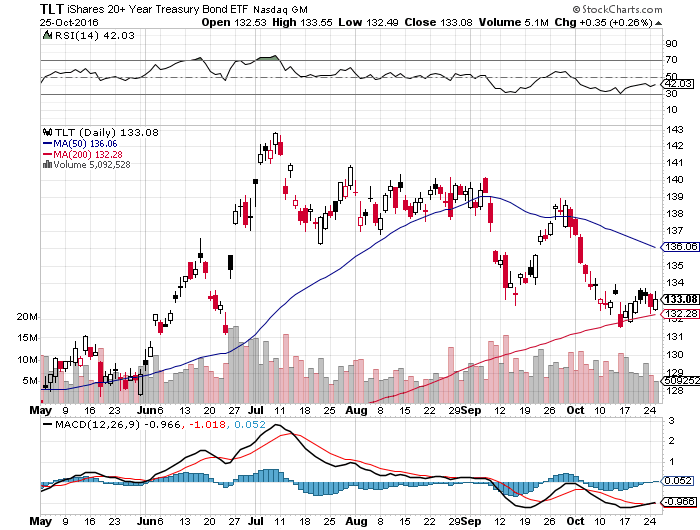 TLT iShares 20+ Year Treasury Bond ETF Nasdaq GM © StockCharts.com
25-Oct-2016 Open 132.53 High 133.55 Low 132.49 Close 133.08 Volume 5.1M Chg +0.35 (+0.26%)
RSI(14) 42.03
90
70
50
42.03
30
10
TLT (Daily) 133.08
MA(50) 136.06
MA(200) 132.28
Volume 5,092,528
143
142
141
140
139
138
137
136.06
135
134
133.08
132.28
131
130
129
128
20M
15M
10M
5M
5092528
May 9 16 23 Jun 6 13 20 27 Jul 11 18 25 Aug 8 15 22 29 Sep 12 19 26 Oct 10 17 24
MACD(12,26,9) -0.966, -1.018, 0.052
3
2
1
0.052
-0.966
May 9 16 23 Jun 6 13 20 27 Jul 11 18 25 Aug 8 15 22 29 Sep 12 19 26 Oct 10 17 24